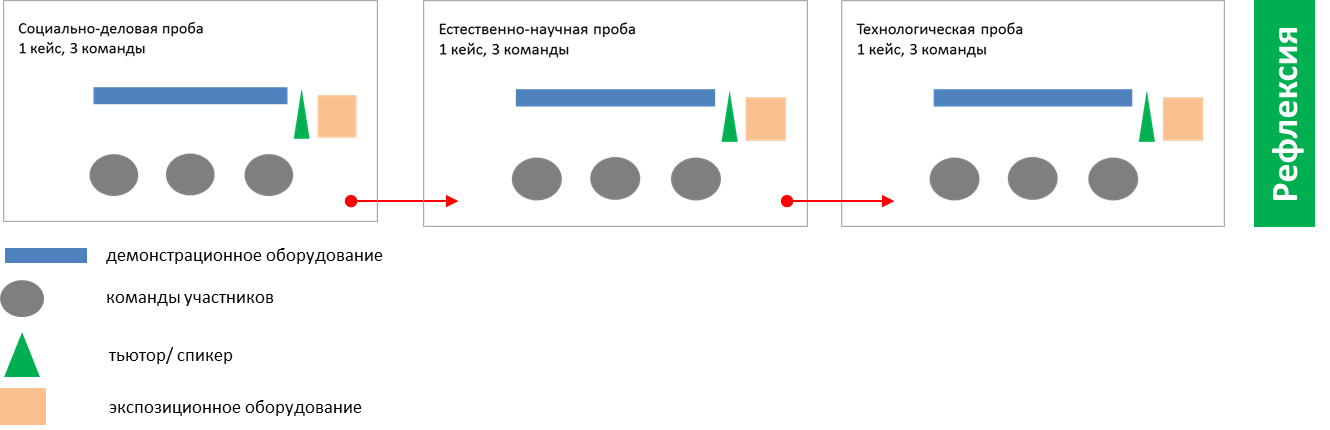 Социально-деловая проба
1 кейс, 3 команды
Естественно-научная проба
1 кейс, 3 команды
Технологическая проба
1 кейс, 3 команды
Рефлексия
демонстрационное оборудование
команды участников
тьютор/ спикер
экспозиционное оборудование